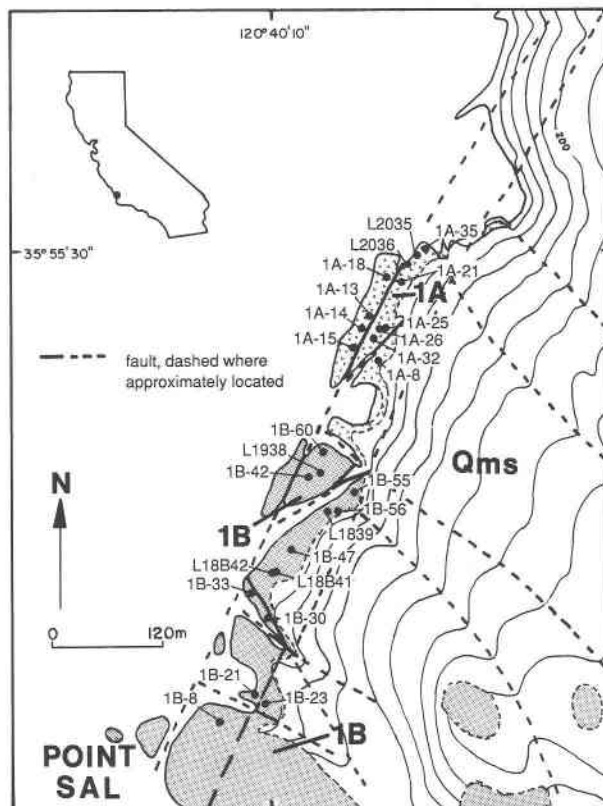 120°40'10"
200
35°55'30"
L2035
1A-35
L2036
1A-18
1A-21
1A
1A-13
1A-14
1A-25
1A-26
1A-15
1A-32
1A-8
fault, dashed where
approximately located
1B-60
L1938
1B-42
Qms
1B-55
N
1B-56
1B
L1839
1B-47
L18B42
L18B41
1B-33
1B-30
0 120m
1B-21
1B-23
1B-8
1B
POINT
SAL